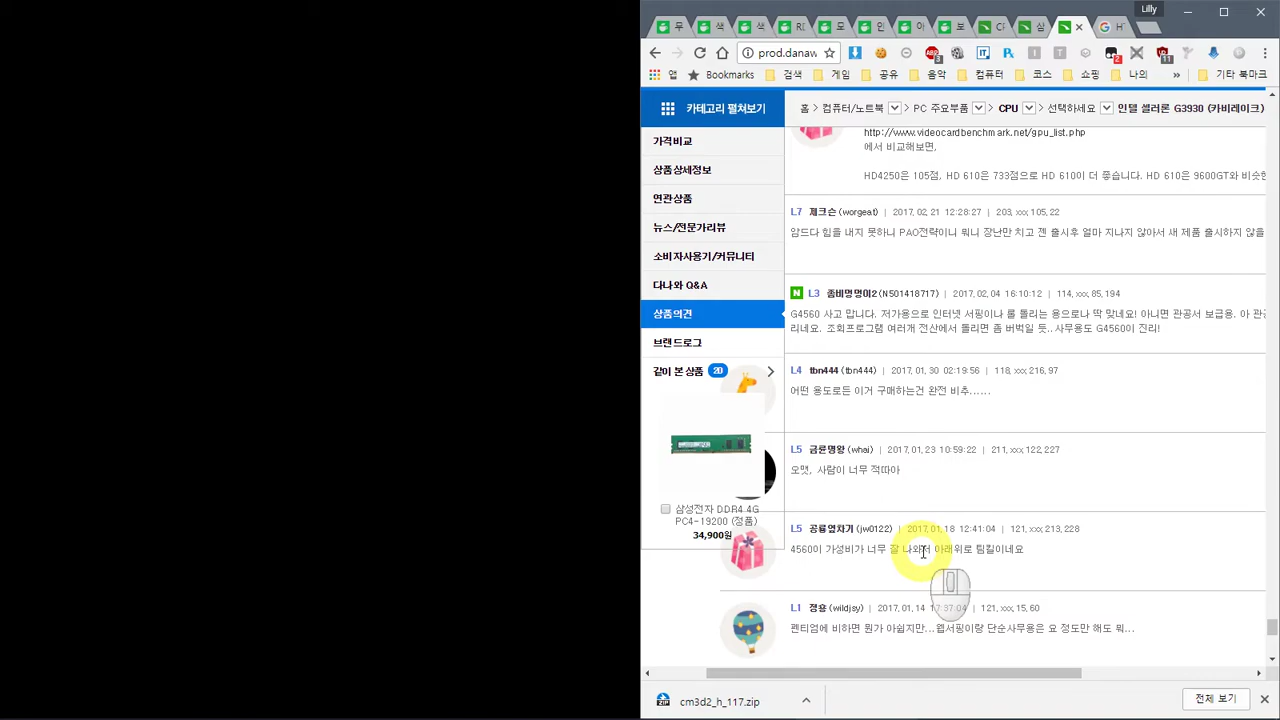 Lilly
무
색
색
RI
모
인
아
보
CF
삼
H
prod.danaw
앱
Bookmarks
검색
게임
공유
음악
컴퓨터
코스
쇼핑
나의
»
기타 북마크
카테고리 펼쳐보기
홈 > 컴퓨터/노트북 > PC 주요부품 > CPU > 선택하세요 인텔 셀러론 G3930 (카비레이크)
가격비교
상품상세정보
연관상품
뉴스/전문가리뷰
소비자사용기/커뮤니티
다나와 Q&A
상품의견
브랜드로그
같이 본 상품 20
삼성전자 DDR4 4G
PC4-19200 (정품)
34,900원
http://www.videocardbenchmark.net/gpu_list.php
에서 비교해보면,
HD4250은 105점, HD 610은 733점으로 HD 610이 더 좋습니다. HD 610은 9600GT와 비슷한
L7 제크슨 (worgeat) | 2017.02.21 12:28:27 | 203.xxx.105.22
암드다 힘을 내지 못하니 PAO전략이니 뭐니 장난만 치고 젠 출시후 얼마 지나지 않아서 새 제품 출시하지 않을
N L3 좀비멍멍이2 (N501418717) | 2017.02.04 16:10:12 | 114.xxx.85.194
G4560 사고 맙니다. 저가용으로 인터넷 서핑이나 롤 돌리는 용으로나 딱 맞네요! 아니면 관공서 보급용. 아 관
리네요. 조회프로그램 여러개 전산에서 돌리면 좀 버벅일 듯.. 사무용도 G4560이 진리!
L4 tbn444 (tbn444) | 2017.01.30 02:19:56 | 118.xxx.216.97
어떤 용도로든 이거 구매하는건 완전 비추......
L5 금륜명왕 (whai) | 2017.01.23 10:59:22 | 211.xxx.122.227
오맷, 사람이 너무 적따아
L5 공룡열차기 (jw0122) | 2017.01.18 12:41:04 | 121.xxx.213.228
4560이 가성비가 너무 잘 나와서 아래위로 팀킬이네요
L1 정용 (wildjsy) | 2017.01.14 17:37:04 | 121.xxx.15.60
펜티엄에 비하면 뭔가 아쉽지만...웹서핑이랑 단순사무용은 요 정도만 해도 뭐...
cm3d2_h_117.zip
전체 보기